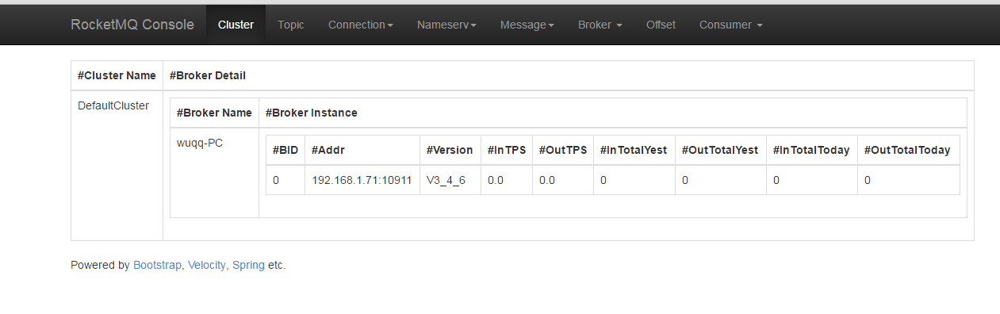 RocketMQ Console Cluster Topic Connection Nameserv Message Broker Offset Consumer
#Cluster Name #Broker Detail
DefaultCluster
#Broker Name #Broker Instance
wuqq-PC
#BID #Addr #Version #InTPS #OutTPS #InTotalYest #OutTotalYest #InTotalToday #OutTotalToday
0 192.168.1.71:10911 V3_4_6 0.0 0.0 0 0 0 0
Powered by Bootstrap, Velocity, Spring etc.